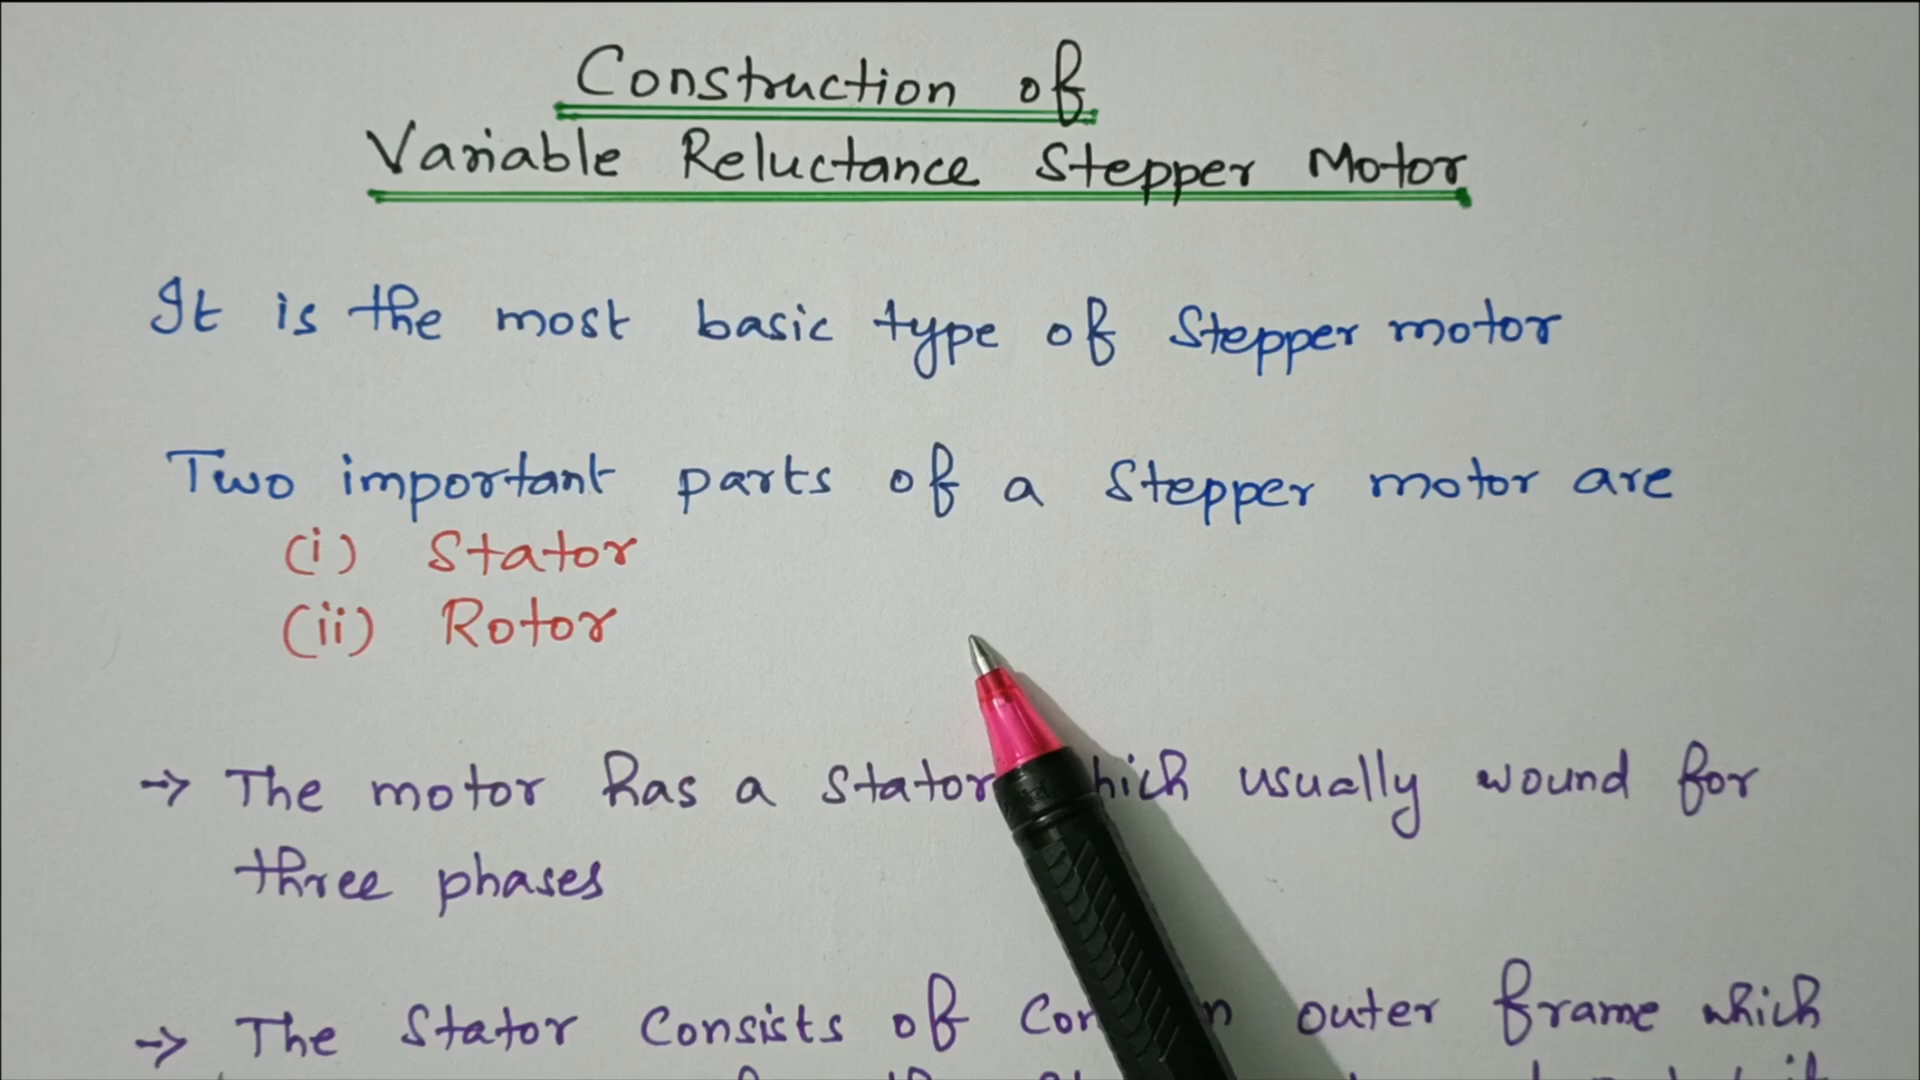 Construction of
Variable Reluctance Stepper Motor
It is the most basic type of Stepper motor
Two important parts of a Stepper motor are
(i) Stator
(ii) Rotor
→ The motor has a stator which usually wound for
three phases
→ The Stator Consists of outer frame which